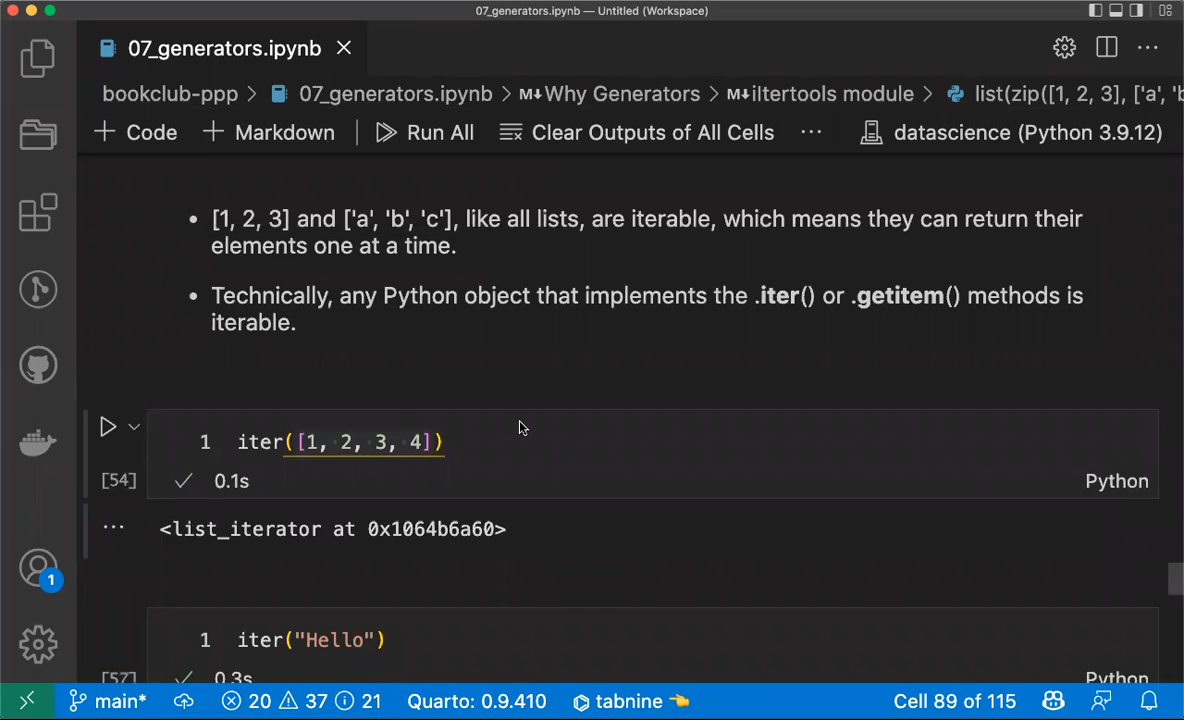 07_generators.ipynb — Untitled (Workspace)
07_generators.ipynb
bookclub-ppp > 07_generators.ipynb > M↓Why Generators > M↓iItertools module > list(zip([1, 2, 3], ['a', 'b
+ Code + Markdown Run All Clear Outputs of All Cells ... datascience (Python 3.9.12)
• [1, 2, 3] and ['a', 'b', 'c'], like all lists, are iterable, which means they can return their
elements one at a time.
• Technically, any Python object that implements the .iter() or .getitem() methods is
iterable.
1 iter([1, 2, 3, 4])
[54] ✓ 0.1s Python
... <list_iterator at 0x1064b6a60>
1 iter("Hello")
[57] ✓ 0.3s Python
1
main* 20 37 21 Quarto: 0.9.410 tabnine 👈 Cell 89 of 115